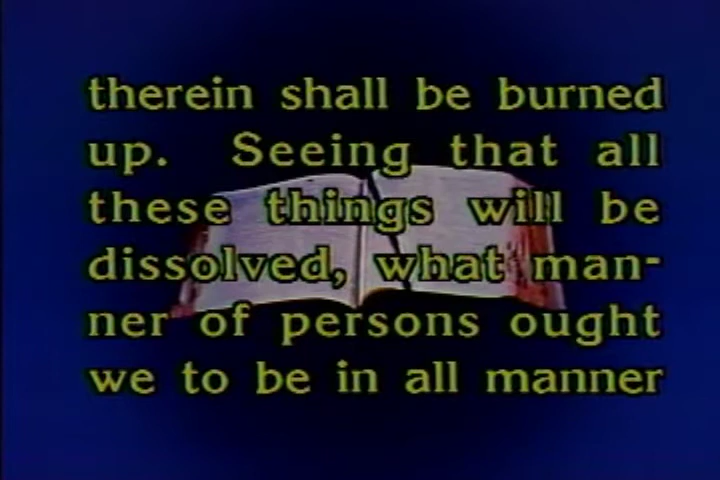 therein shall be burned
up. Seeing that all
these things will be
dissolved, what man-
ner of persons ought
we to be in all manner